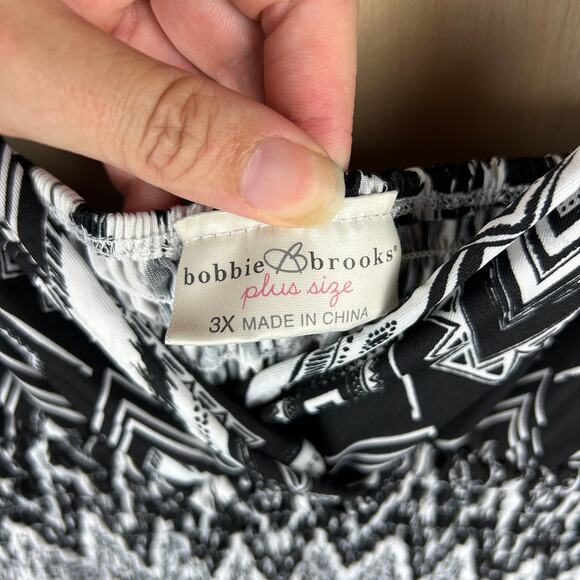 bobbie brooks®
plus size
3X MADE IN CHINA